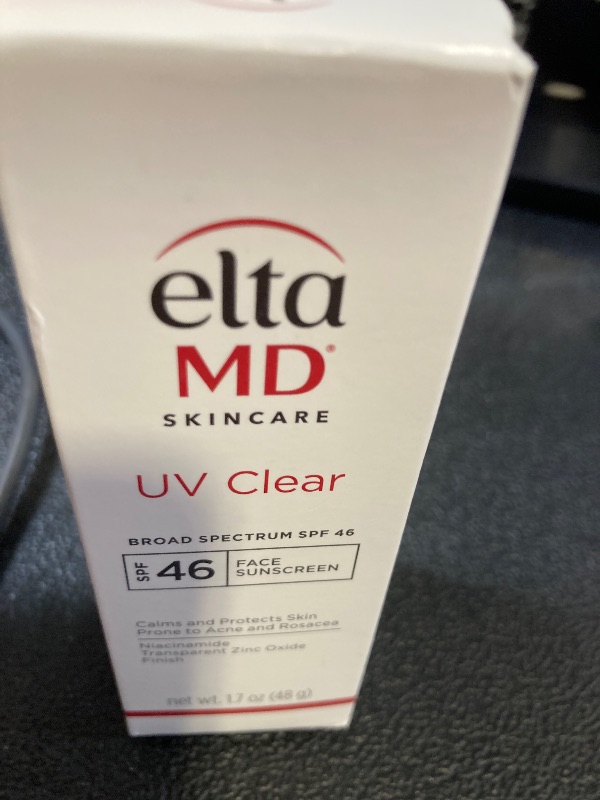 elta
MD®
SKINCARE
UV Clear
BROAD SPECTRUM SPF 46
SPF 46 FACE
SUNSCREEN
Calms and Protects Skin
Prone to Acne and Rosacea
Niacinamide
Transparent Zinc Oxide
Finish
net wt. 1.7 oz (48 g)